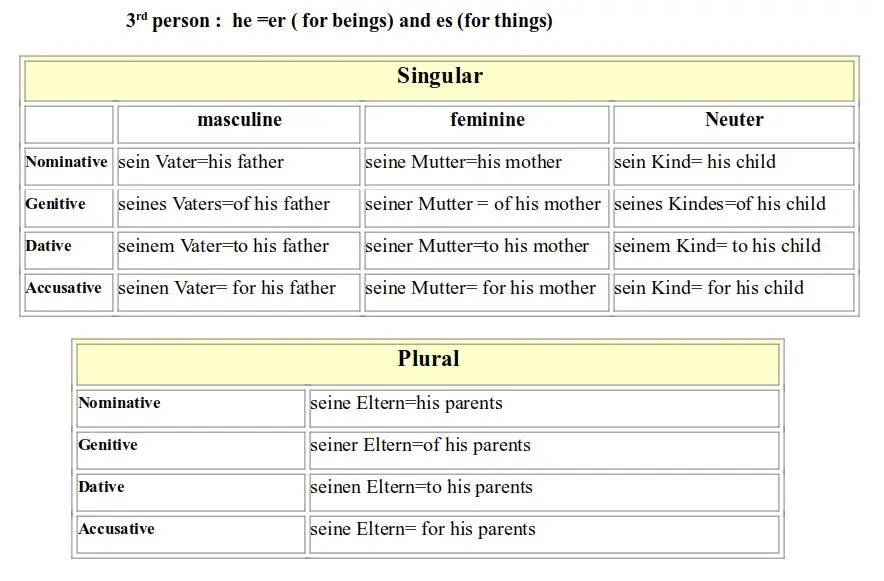 3rd person : he =er ( for beings) and es (for things)
Singular
masculine feminine Neuter
Nominative sein Vater=his father seine Mutter=his mother sein Kind= his child
Genitive seines Vaters=of his father seiner Mutter = of his mother seines Kindes=of his child
Dative seinem Vater=to his father seiner Mutter=to his mother seinem Kind= to his child
Accusative seinen Vater= for his father seine Mutter= for his mother sein Kind= for his child
Plural
Nominative seine Eltern=his parents
Genitive seiner Eltern=of his parents
Dative seinen Eltern=to his parents
Accusative seine Eltern= for his parents